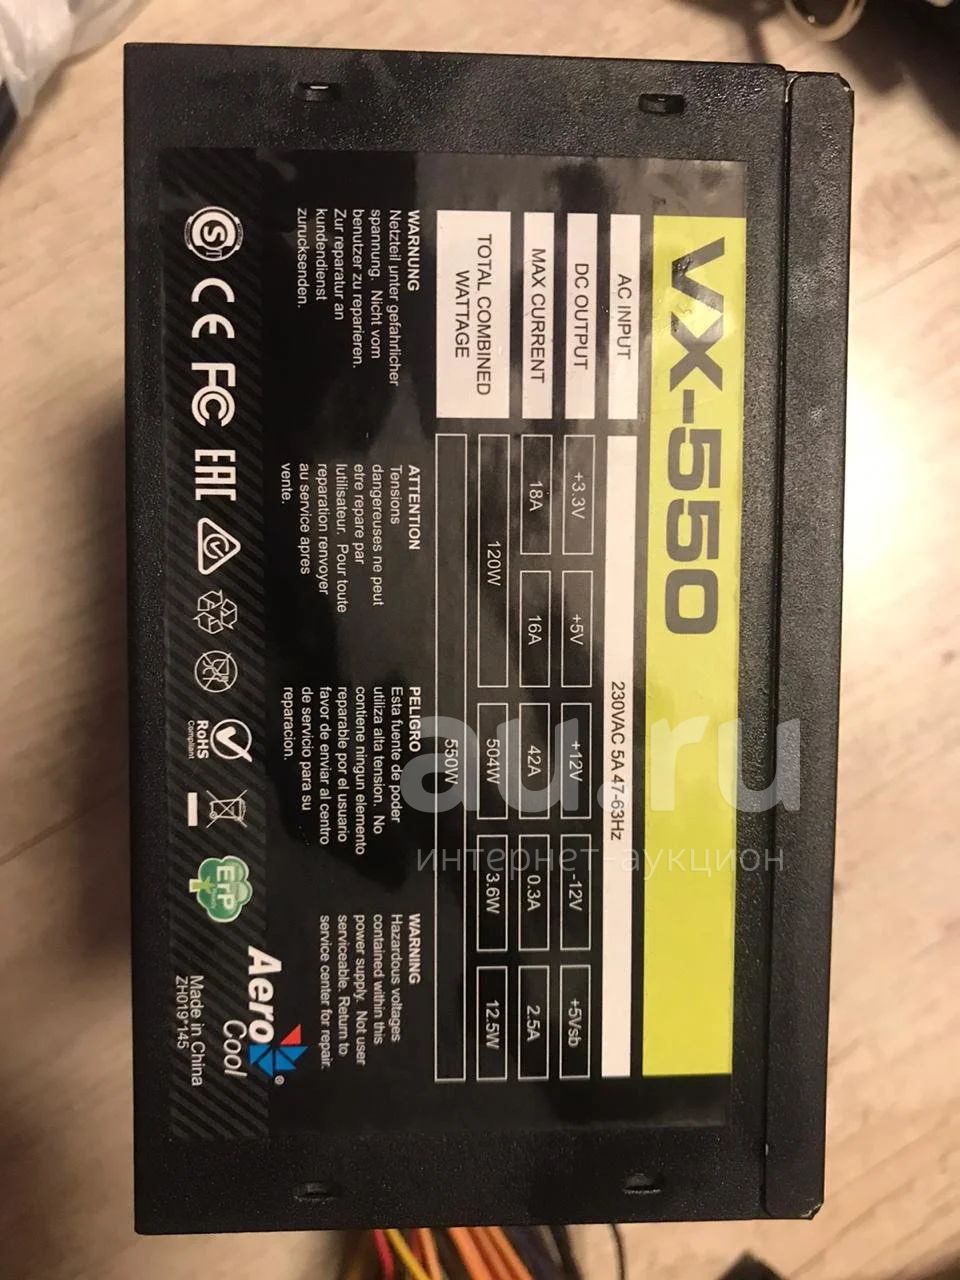 VX-550
AC INPUT 230VAC 5A 47-63Hz
DC OUTPUT +3.3V +5V +12V -12V +5Vsb
MAX CURRENT 18A 16A 42A 0.3A 2.5A
TOTAL COMBINED
WATTAGE
120W 504W 3.6W 12.5W
550W
WARNUNG
Netzteil unter gefahrlicher
spannung. Nicht vom
benutzer zu reparieren.
Zur reparatur an
kundendienst
zurucksenden.
ATTENTION
Tensions
dangereuses ne peut
etre repare par
lutilisateur. Pour toute
reparation renvoyer
au service apres
vente.
PELIGRO
Esta fuente de poder
utiliza alta tension. No
contiene ningun elemento
reparable por el usuario
favor de enviar al centro
de servicio para su
reparacion.
WARNING
Hazardous voltages
contained within this
power supply. Not user
serviceable. Return to
service center for repair.
S CE FC EAC
RoHS
Compliant
ErP
Ready
Aero
Cool
®
Made in China
ZH019*145
au.ru
интернет-аукцион